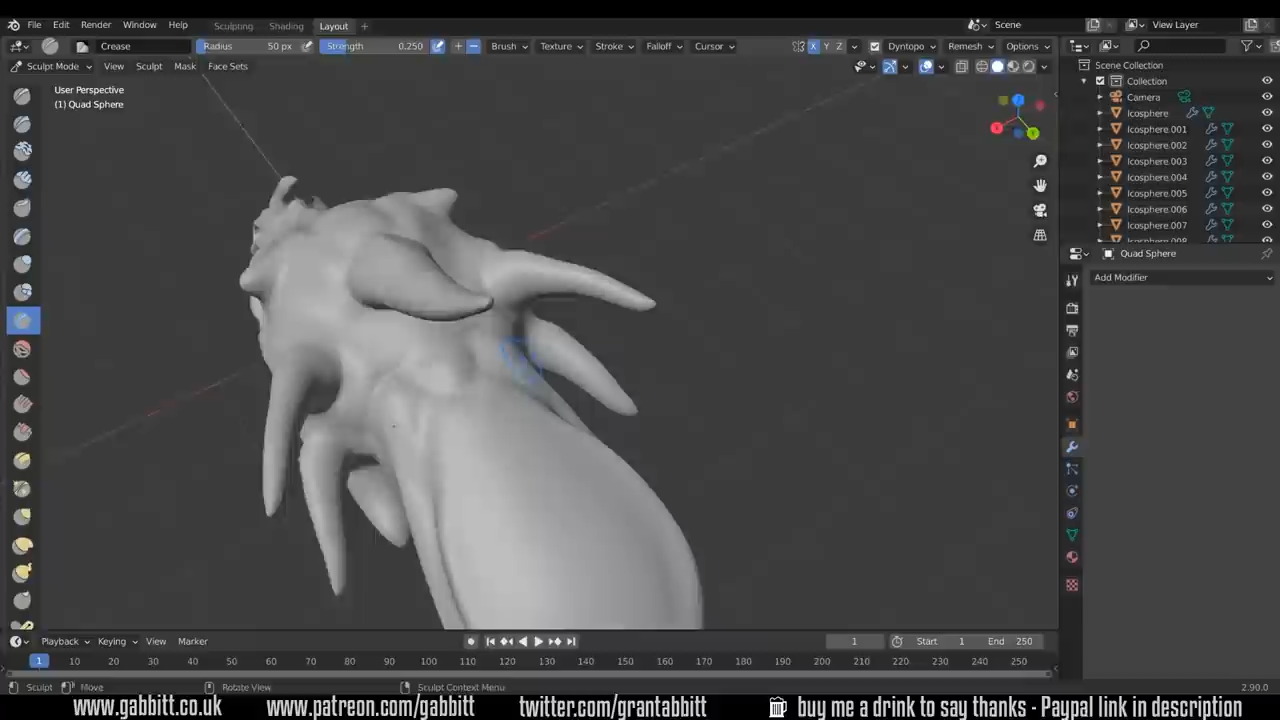 File Edit Render Window Help Sculpting Shading Layout + Scene View Layer
Crease Radius 50 px Strength 0.250 + − Brush Texture Stroke Falloff Cursor X Y Z Dyntopo Remesh Options
Sculpt Mode View Sculpt Mask Face Sets
Scene Collection
Collection
Camera
Icosphere
Icosphere.001
Icosphere.002
Icosphere.003
Icosphere.004
Icosphere.005
Icosphere.006
Icosphere.007
Icosphere.008
User Perspective
(1) Quad Sphere
Quad Sphere
Add Modifier
Playback Keying View Marker 1 Start 1 End 250
1 10 20 30 40 50 60 70 80 90 100 110 120 130 140 150 160 170 180 190 200 210 220 230 240 250
Sculpt Move Rotate View Sculpt Context Menu 2.90.0
www.gabbitt.co.uk www.patreon.com/gabbitt twitter.com/grantabbitt buy me a drink to say thanks - Paypal link in description